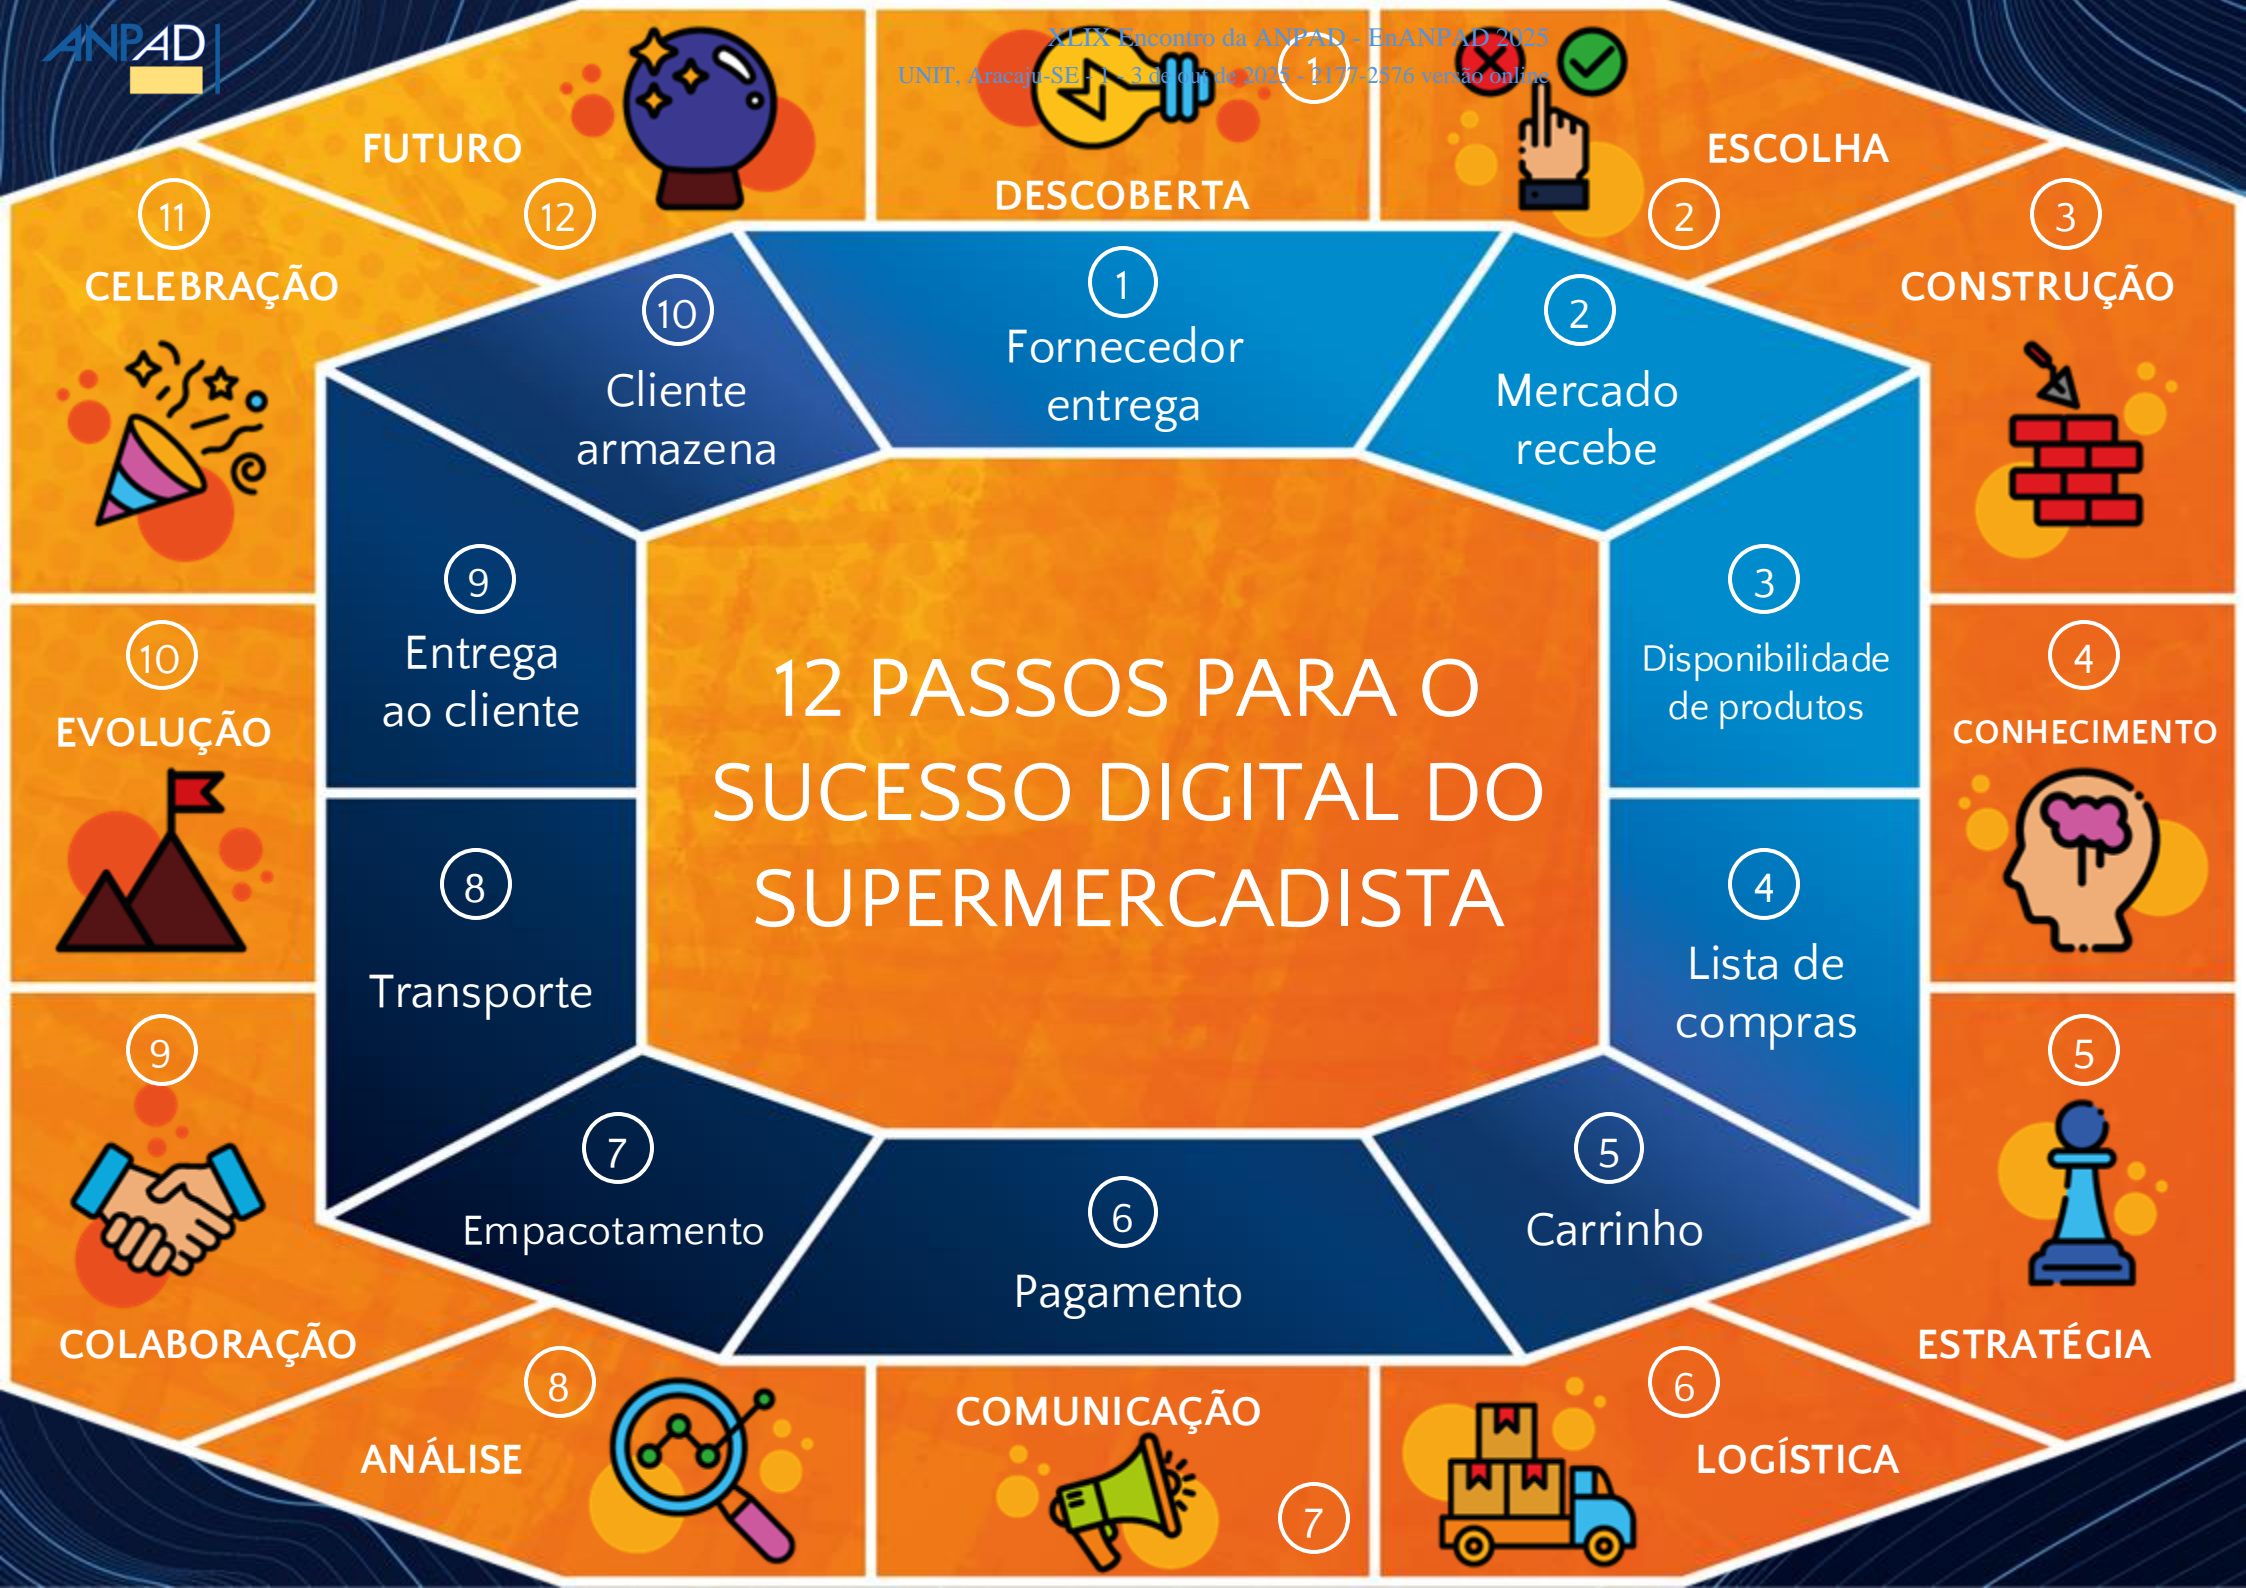 ANPAD
XLIX Encontro da ANPAD - EnANPAD 2025
UNIT, Aracaju-SE - 1 - 3 de out de 2025 - 2177-2576 versão online
1
DESCOBERTA
2
ESCOLHA
3
CONSTRUÇÃO
4
CONHECIMENTO
5
ESTRATÉGIA
6
LOGÍSTICA
7
COMUNICAÇÃO
8
ANÁLISE
9
COLABORAÇÃO
10
EVOLUÇÃO
11
CELEBRAÇÃO
12
FUTURO
1
Fornecedor
entrega
2
Mercado
recebe
3
Disponibilidade
de produtos
4
Lista de
compras
5
Carrinho
6
Pagamento
7
Empacotamento
8
Transporte
9
Entrega
ao cliente
10
Cliente
armazena
12 PASSOS PARA O
SUCESSO DIGITAL DO
SUPERMERCADISTA